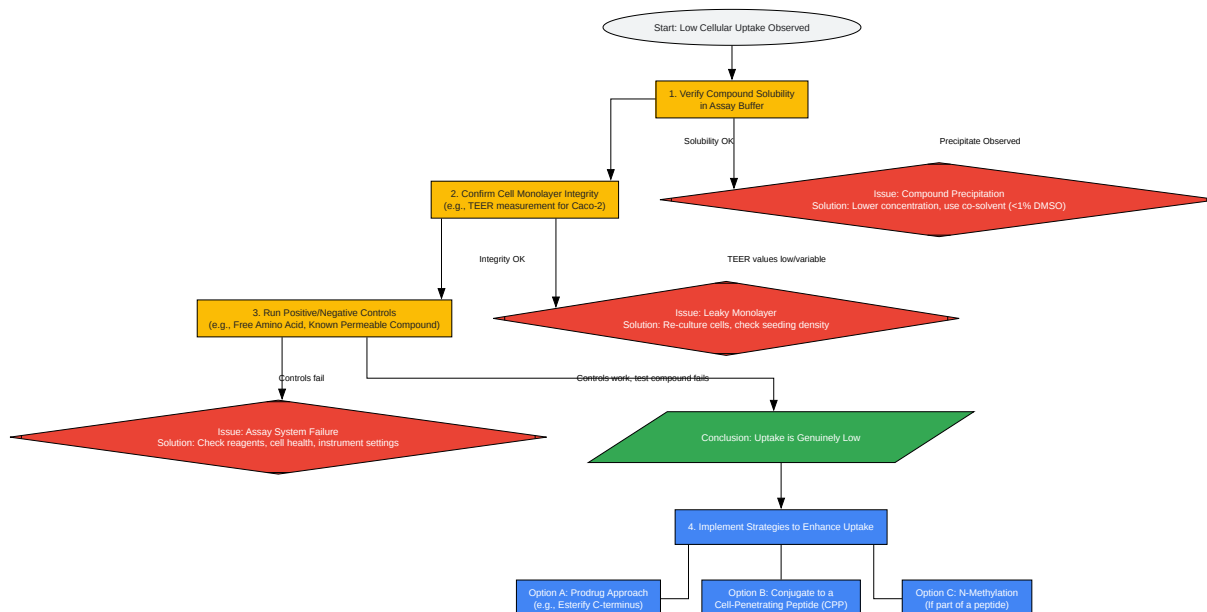 Start: Low Cellular Uptake Observed
1. Verify Compound Solubility
in Assay Buffer
Solubility OK
Precipitate Observed
2. Confirm Cell Monolayer Integrity
(e.g., TEER measurement for Caco-2)
Issue: Compound Precipitation
Solution: Lower concentration, use co-solvent (<1% DMSO)
Integrity OK
TEER values low/variable
3. Run Positive/Negative Controls
(e.g., Free Amino Acid, Known Permeable Compound)
Issue: Leaky Monolayer
Solution: Re-culture cells, check seeding density
Controls fail
Controls work, test compound fails
Issue: Assay System Failure
Solution: Check reagents, cell health, instrument settings
Conclusion: Uptake is Genuinely Low
4. Implement Strategies to Enhance Uptake
Option A: Prodrug Approach
(e.g., Esterify C-terminus)
Option B: Conjugate to a
Cell-Penetrating Peptide (CPP)
Option C: N-Methylation
(If part of a peptide)